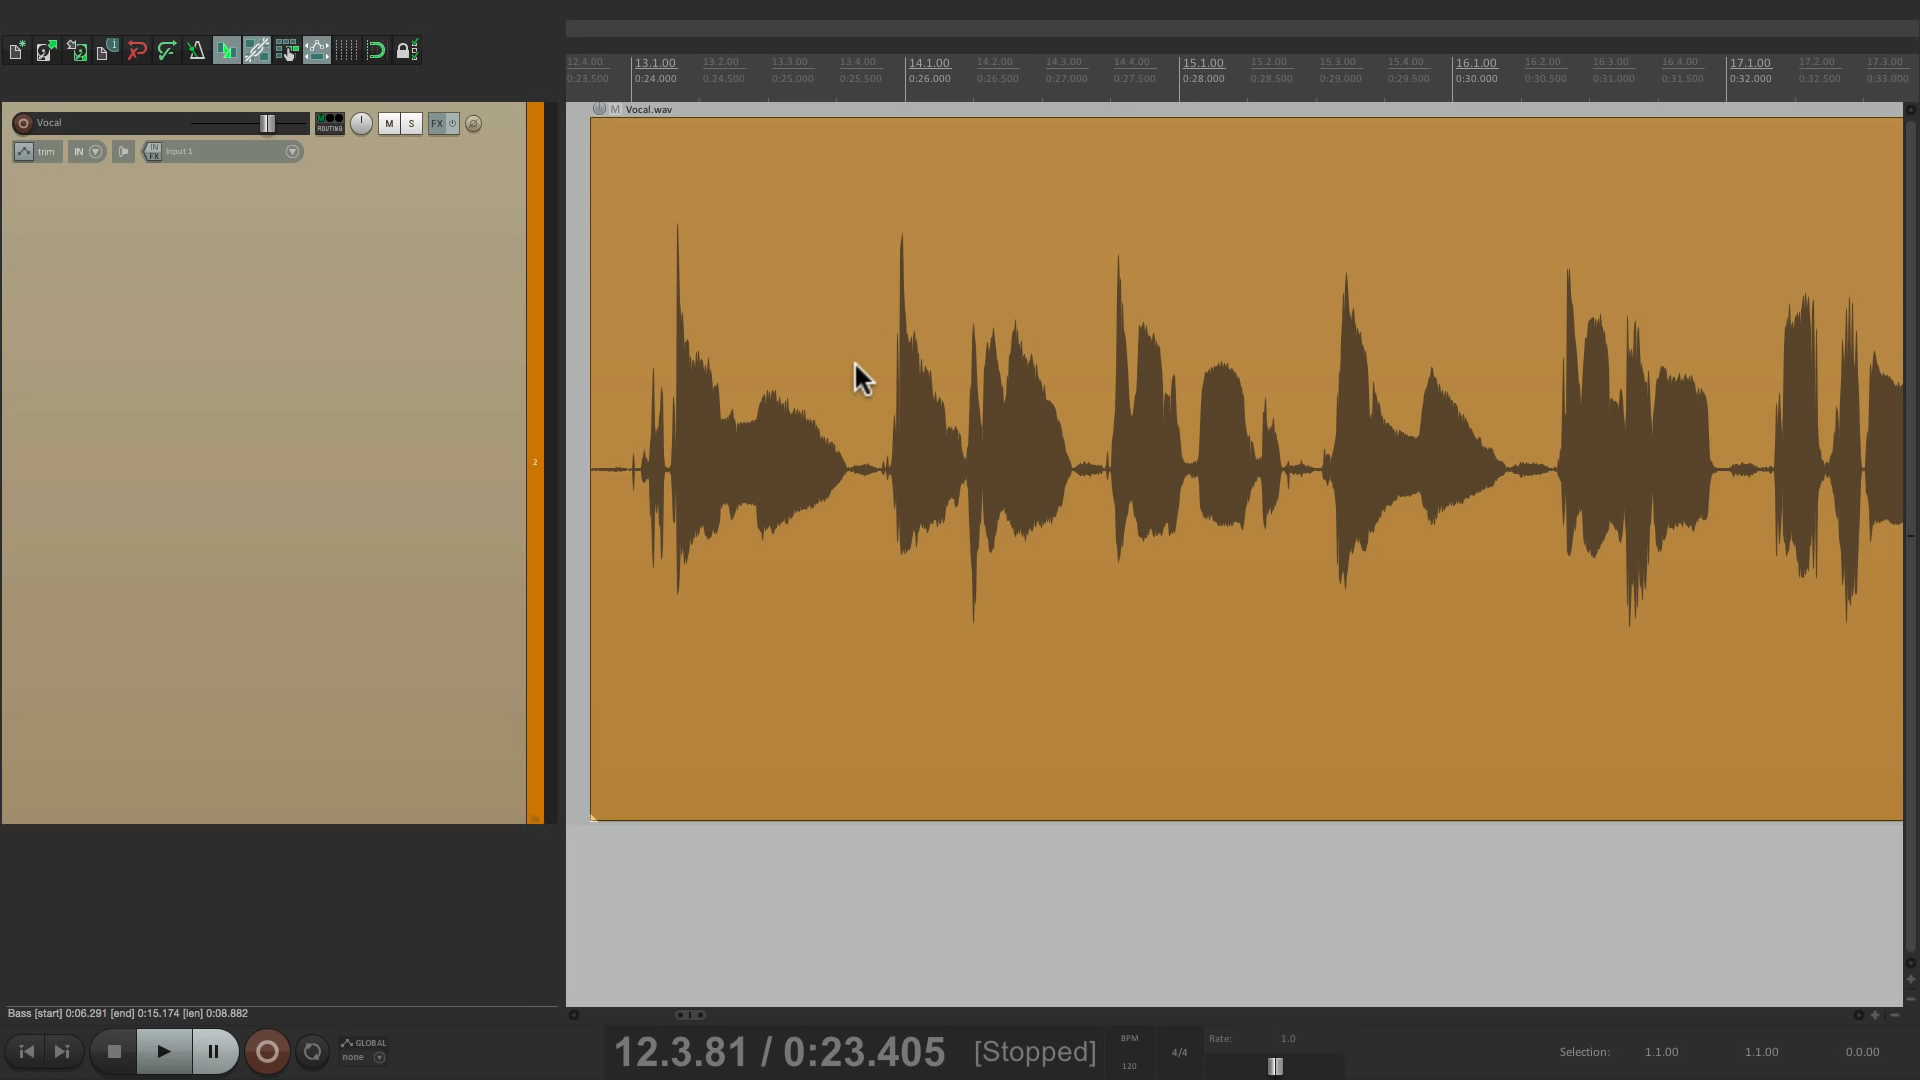 12.4.00 13.1.00 13.2.00 13.3.00 13.4.00 14.1.00 14.2.00 14.3.00 14.4.00 15.1.00 15.2.00 15.3.00 15.4.00 16.1.00 16.2.00 16.3.00 16.4.00 17.1.00 17.2.00 17.3.00
0:23.500 0:24.000 0:24.500 0:25.000 0:25.500 0:26.000 0:26.500 0:27.000 0:27.500 0:28.000 0:28.500 0:29.000 0:29.500 0:30.000 0:30.500 0:31.000 0:31.500 0:32.000 0:32.500 0:33.000
M Vocal.wav
Vocal M ROUTING M S FX
trim IN IN FX Input 1
2
Bass [start] 0:06.291 [end] 0:15.174 [len] 0:08.882
GLOBAL
none
12.3.81 / 0:23.405 [Stopped]
BPM
120
4/4
Rate: 1.0
Selection: 1.1.00 1.1.00 0.0.00